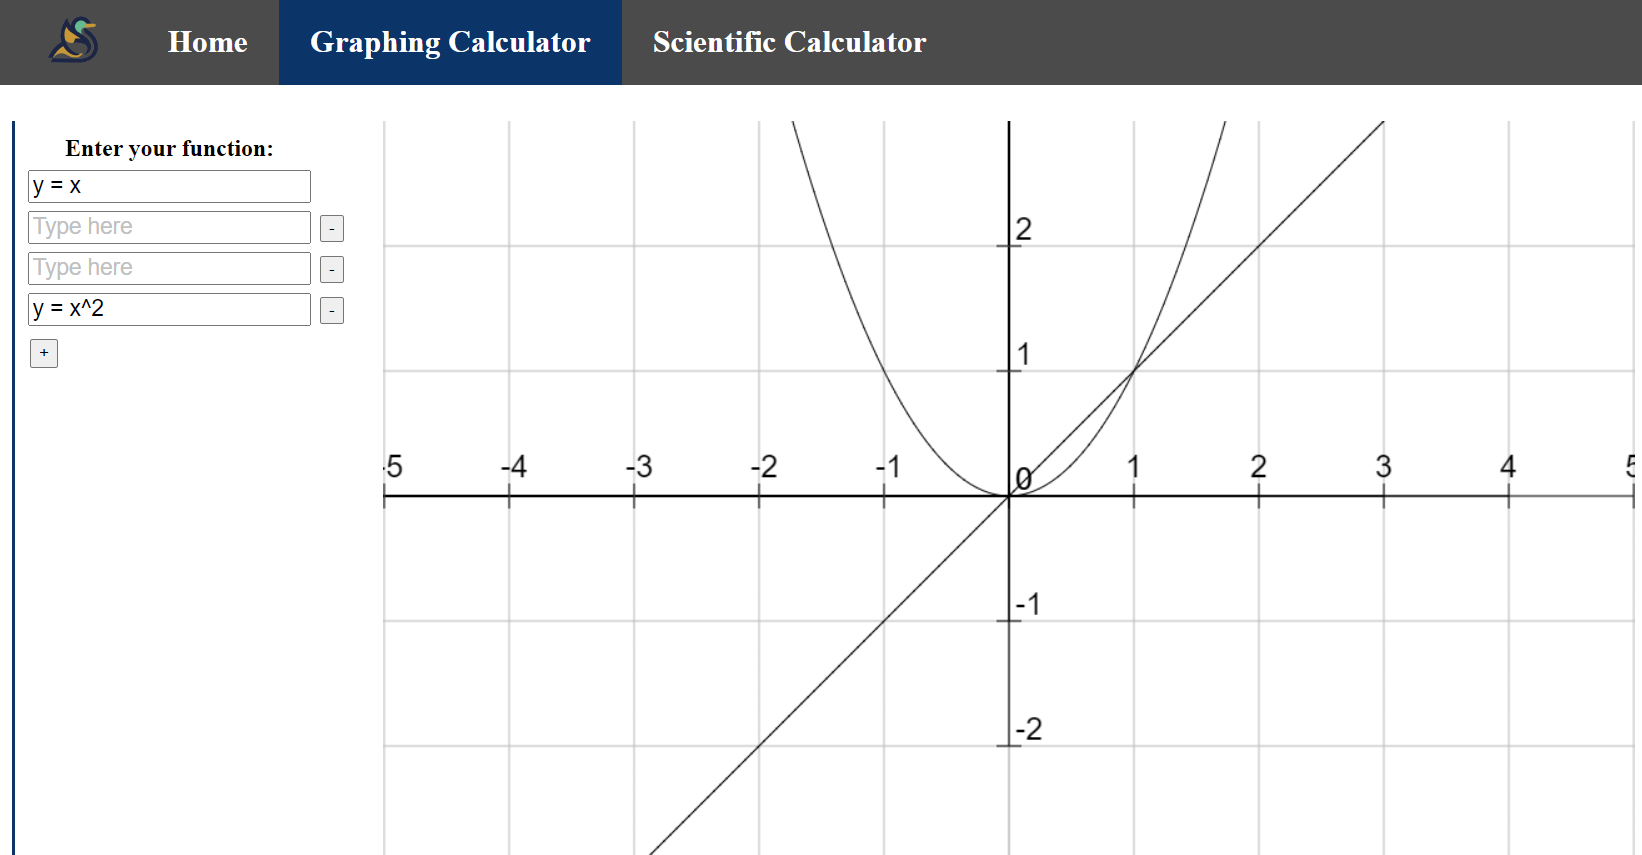 Home Graphing Calculator Scientific Calculator
Enter your function:
y = x
Type here -
Type here -
y = x^2 -
+
2
1
-5 -4 -3 -2 -1 0 1 2 3 4 5
-1
-2